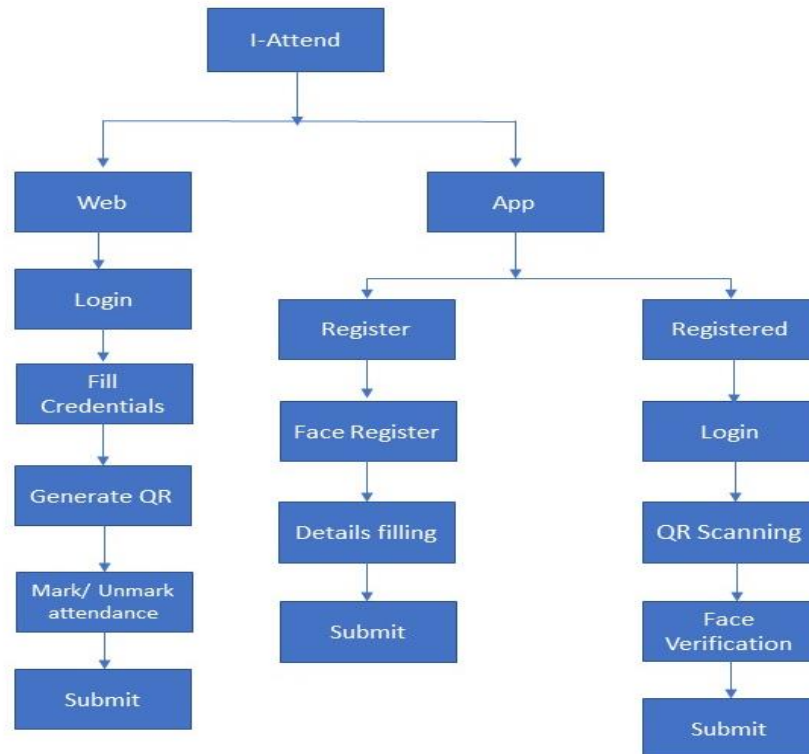 I-Attend
Web
App
Login
Register
Registered
Fill
Credentials
Face Register
Login
Generate QR
Details filling
QR Scanning
Mark/ Unmark
attendance
Submit
Face
Verification
Submit
Submit